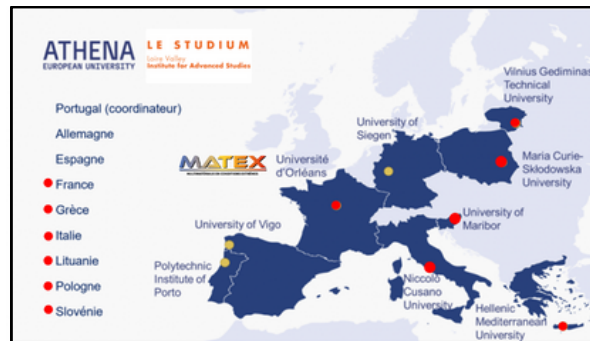 ATHENA
EUROPEAN UNIVERSITY
LE STUDIUM
Loire Valley
Institute for Advanced Studies
Portugal (coordinateur)
Allemagne
Espagne
France
Grèce
Italie
Lituanie
Pologne
Slovénie
MATEX
Vilnius Gediminas
Technical
University
University of
Siegen
Université
d'Orléans
Maria Curie-
Skłodowska
University
University of Vigo
University of
Maribor
Polytechnic
Institute of
Porto
Niccolò
Cusano
University
Hellenic
Mediterranean
University